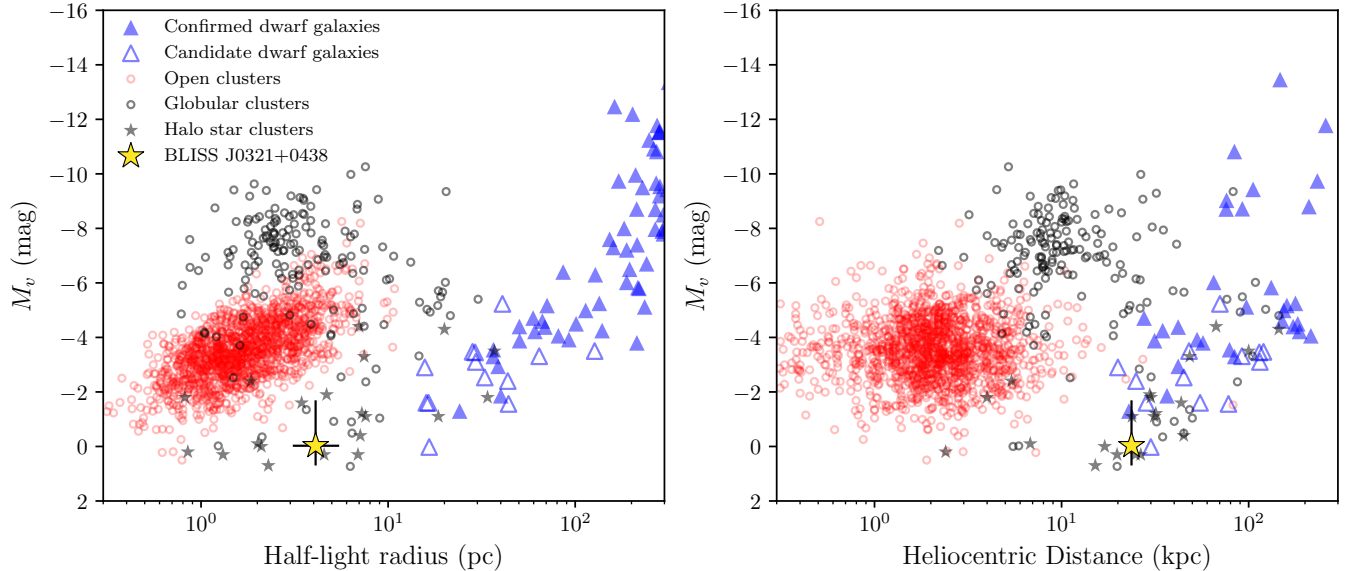 −16
−14
−12
−10
−8
−6
−4
−2
0
2
M_v (mag)
Confirmed dwarf galaxies
Candidate dwarf galaxies
Open clusters
Globular clusters
Halo star clusters
BLISS J0321+0438
10^0
10^1
10^2
Half-light radius (pc)
−16
−14
−12
−10
−8
−6
−4
−2
0
2
M_v (mag)
10^0
10^1
10^2
Heliocentric Distance (kpc)